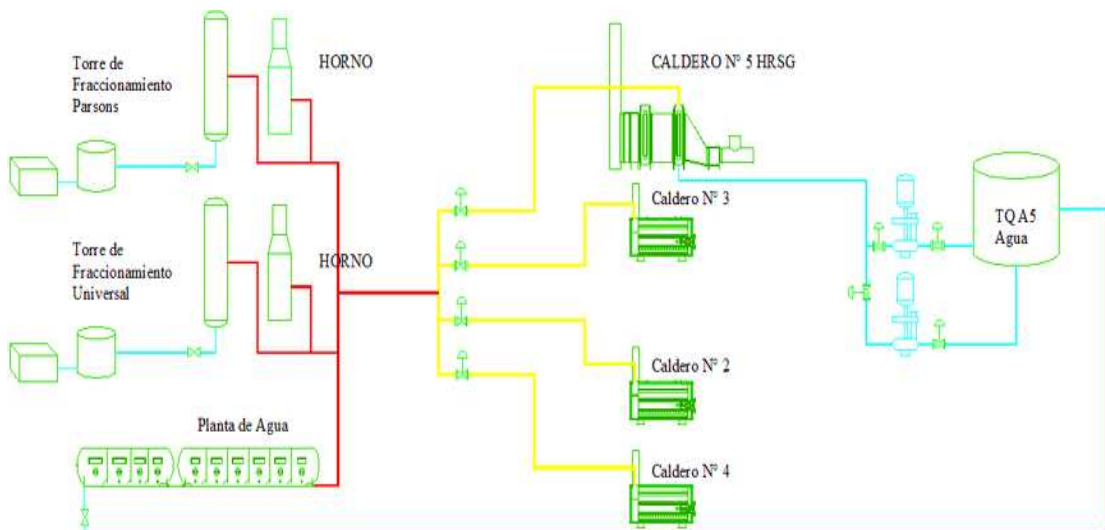 Torre de
Fraccionamiento
Parsons
HORNO
CALDERO N° 5 HRSG
Caldero N° 3
TQ A5
Agua
Torre de
Fraccionamiento
Universal
HORNO
Caldero N° 2
Planta de Agua
Caldero N° 4